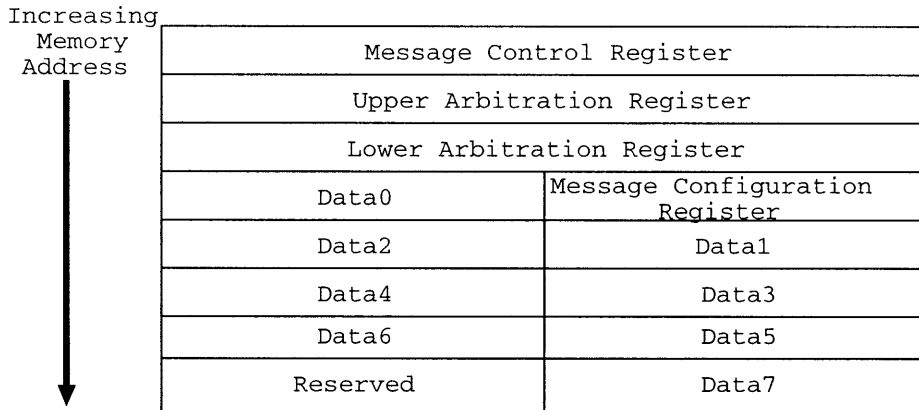 Increasing
Memory
Address
Message Control Register
Upper Arbitration Register
Lower Arbitration Register
Data0
Message Configuration
Register
Data2
Data1
Data4
Data3
Data6
Data5
Reserved
Data7